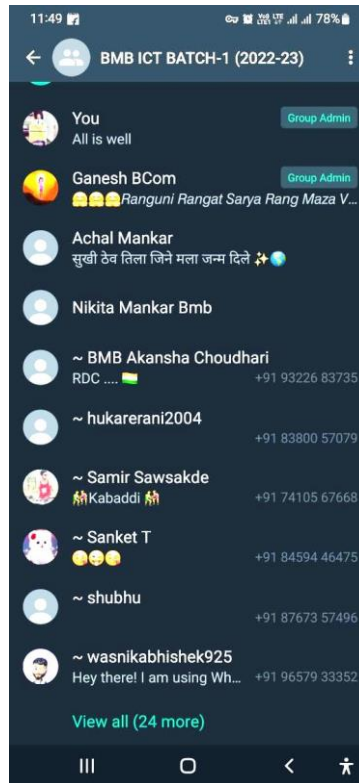 11:49
Vo)) LTE
LTE1
78%
BMB ICT BATCH-1 (2022-23)
You
Group Admin
All is well
Ganesh BCom
Group Admin
Ranguni Rangat Sarya Rang Maza V...
Achal Mankar
सुखी ठेव तिला जिने मला जन्म दिले ✨🌎
Nikita Mankar Bmb
~ BMB Akansha Choudhari
RDC .... 🇮🇳
+91 93226 83735
~ hukarerani2004
+91 83800 57079
~ Samir Sawsakde
Kabaddi
+91 74105 67668
~ Sanket T
+91 84594 46475
~ shubhu
+91 87673 57496
~ wasnikabhishek925
Hey there! I am using Wh...
+91 96579 33352
View all (24 more)